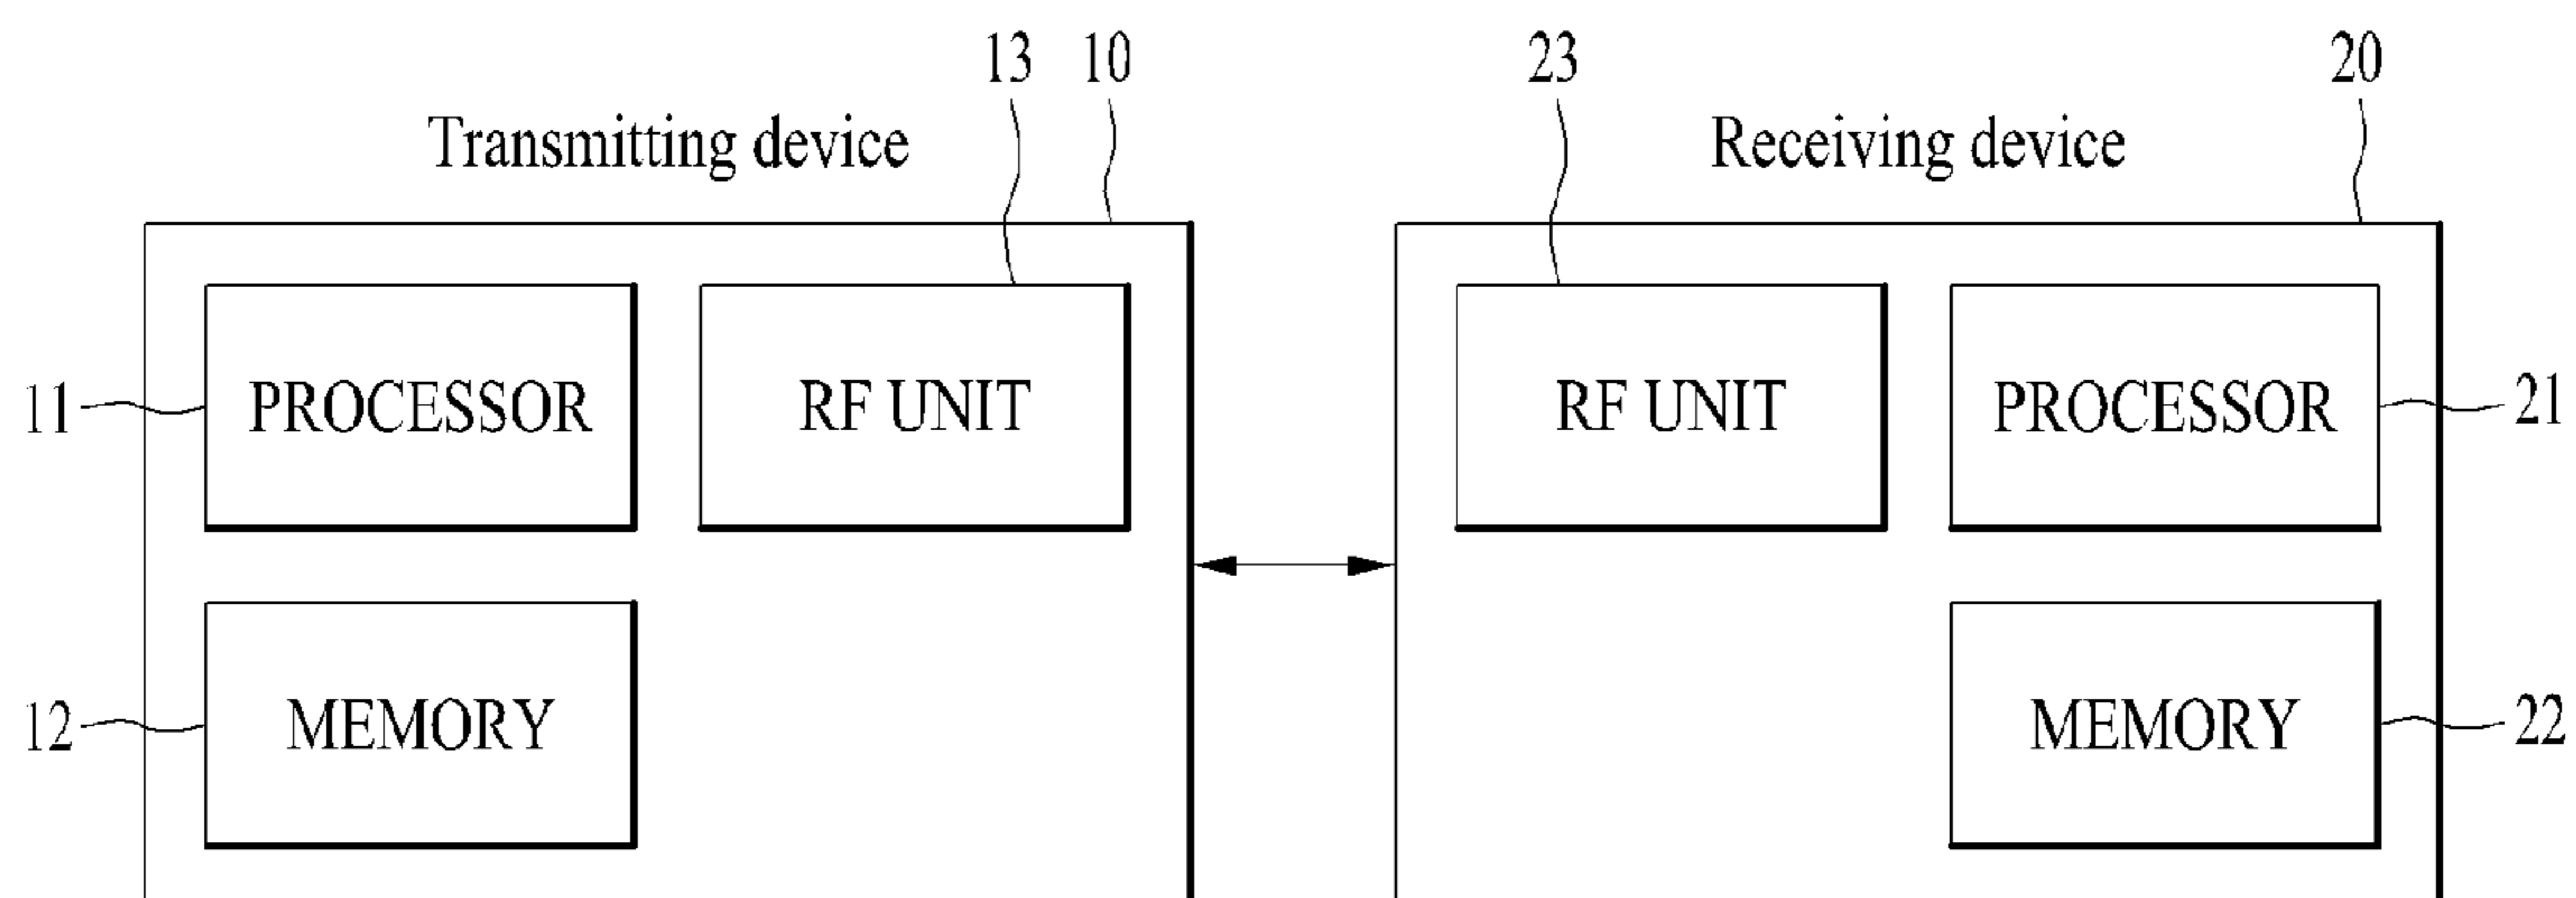 13 10 23 20
Transmitting device Receiving device
11 PROCESSOR RF UNIT RF UNIT PROCESSOR 21
12 MEMORY MEMORY 22